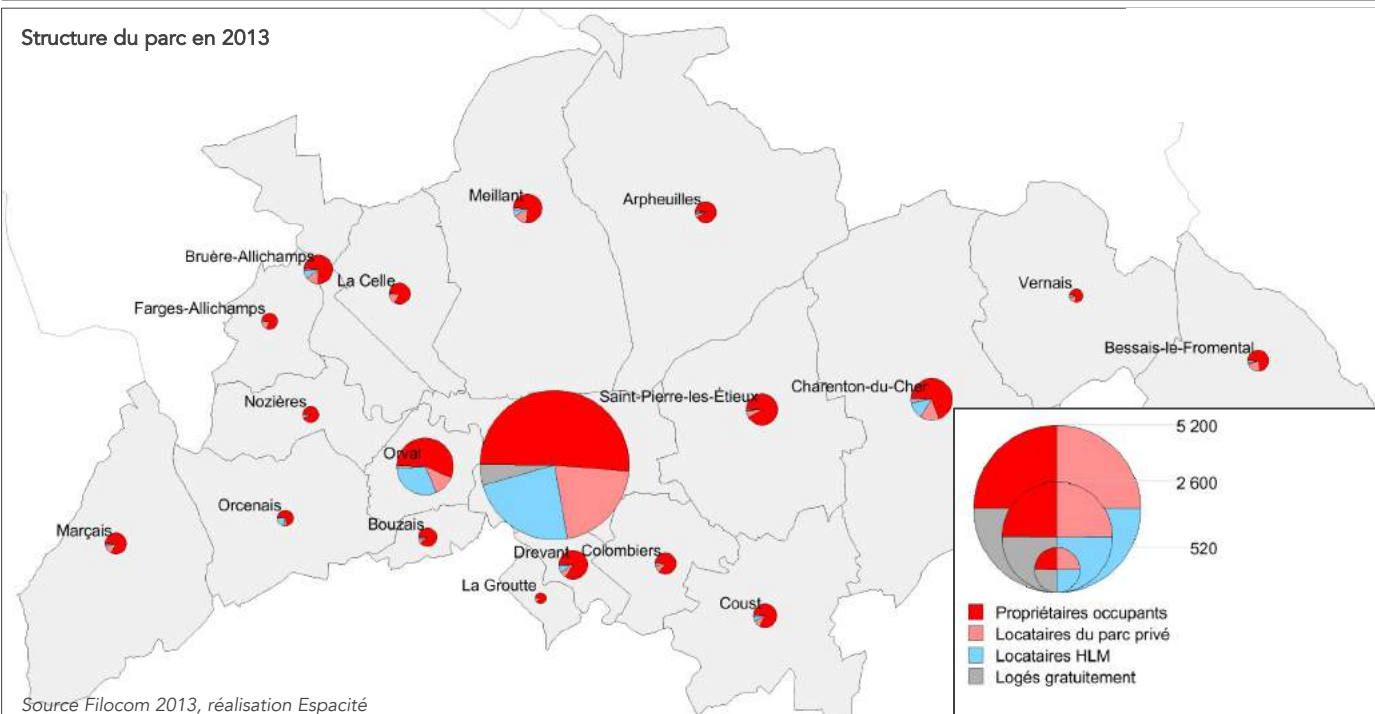 Structure du parc en 2013
Meillant
Arpheuilles
Bruère-Allichamps
La Celle
Vernais
Farges-Allichamps
Bessais-le-Fromental
Saint-Pierre-les-Étieux
Charenton-du-Cher
Nozières
Orval
Orcenais
Bouzais
Marçais
Drevant
Colombiers
La Groutte
Coust
5 200
2 600
520
Propriétaires occupants
Locataires du parc privé
Locataires HLM
Logés gratuitement
Source Filocom 2013, réalisation Espacité